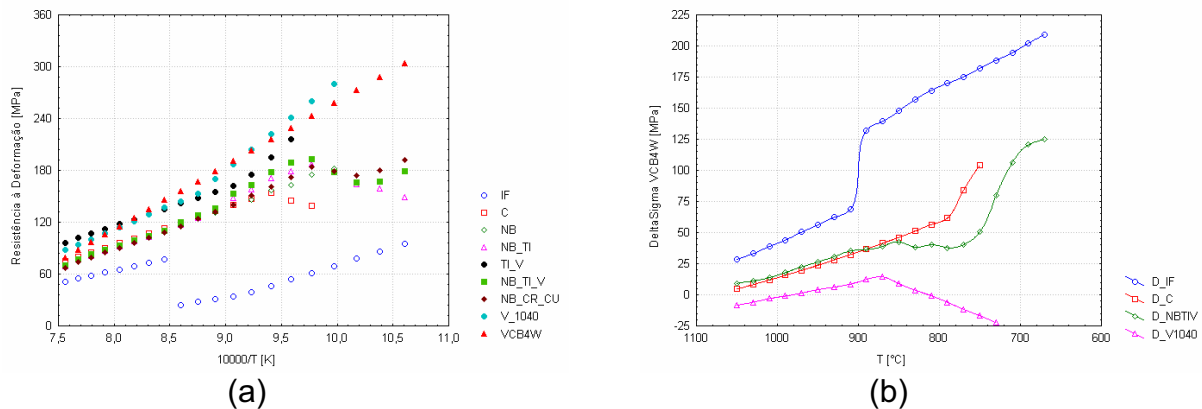 Resistência à Deformação [MPa]
360
300
240
180
120
60
0
7,5
8,0
8,5
9,0
9,5
10,0
10,5
11,0
10000/T [K]
IF
C
NB
NB_TI
TI_V
NB_TI_V
NB_CR_CU
V_1040
VCB4W
(a)
DeltaSigma VCB4W [MPa]
225
200
175
150
125
100
75
50
25
0
-25
1100
1000
900
800
700
600
T [°C]
D_IF
D_C
D_NBTIV
D_V1040
(b)